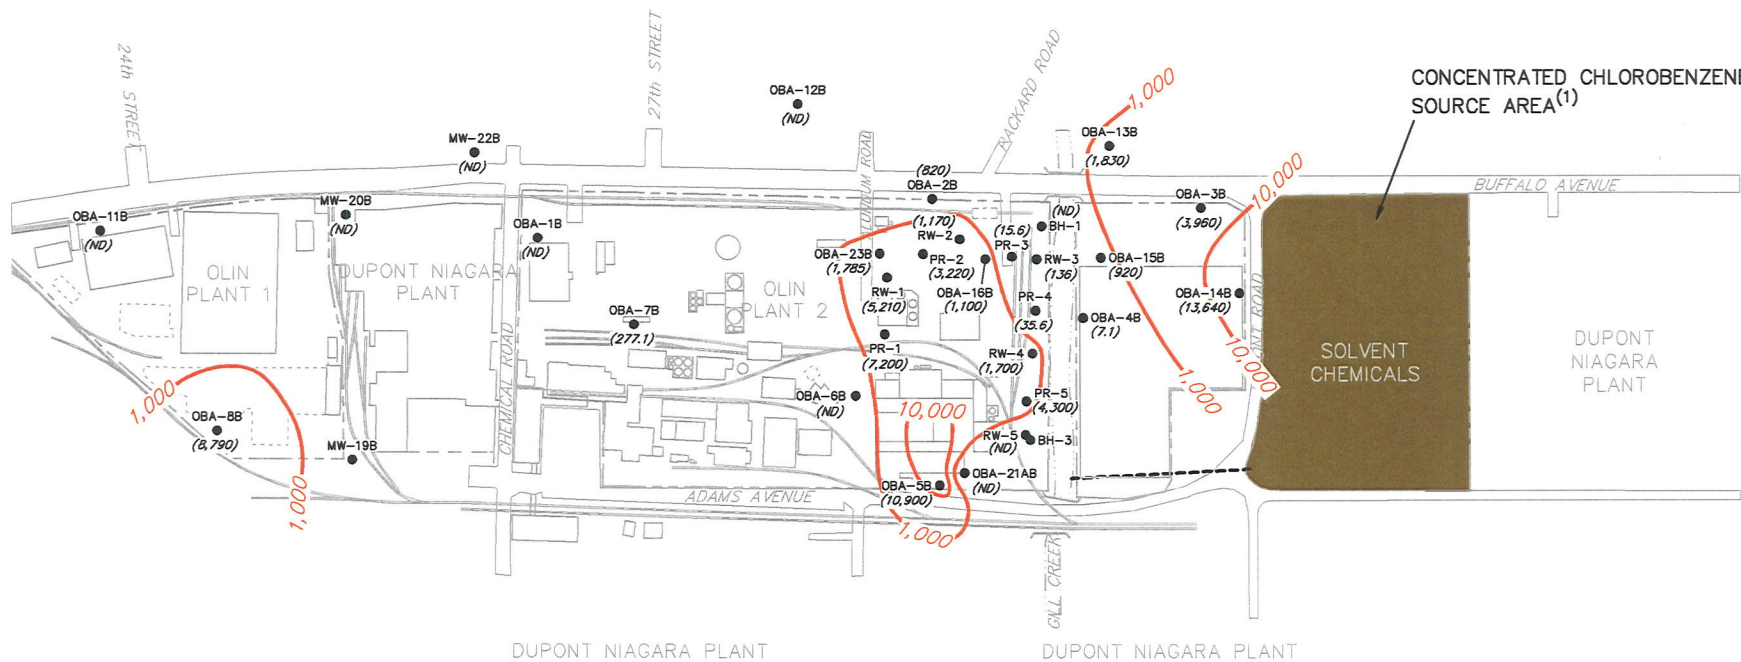 24th STREET
27th STREET
PACKARD ROAD
CONCENTRATED CHLOROBENZENE
SOURCE AREA(1)
OBA-12B
(ND)
1,000
OBA-13B
(1,830)
MW-22B
(ND)
(820)
OBA-2B
BUFFALO AVENUE
OBA-3B
(3,960)
10,000
MW-20B
(ND)
OBA-11B
(ND)
OBA-1B
(ND)
(1,170)
RW-2
(ND)
BH-1
(15.6)
PR-3
OBA-23B
(1,785)
PR-2
(3,220)
RW-3
(136)
OBA-15B
(920)
OLIN
PLANT 1
DUPONT NIAGARA
PLANT
OLIN
PLANT 2
RW-1
(5,210)
OBA-16B
(1,100)
PR-4
(35.6)
OBA-14B
(13,640)
OBA-7B
(277.1)
OBA-4B
(7.1)
PR-1
(7,200)
RW-4
(1,700)
10,000
SOLVENT
CHEMICALS
DUPONT
NIAGARA
PLANT
CHEMICAL ROAD
1,000
OBA-6B
(ND)
PR-5
(4,300)
1,000
OBA-8B
10,000
MW-19B
RW-5
(ND)
BH-3
OBA-21AB
(ND)
OBA-5B
(10,900)
ADAMS AVENUE
1,000
1,000
GILL CREEK
DUPONT NIAGARA PLANT
DUPONT NIAGARA PLANT